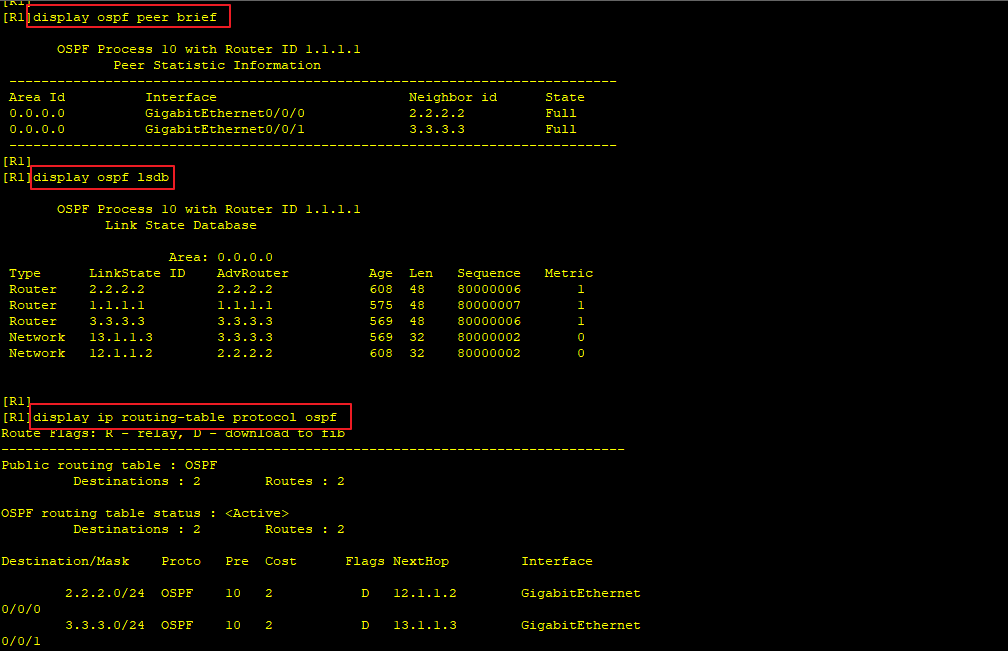 [R1]
[R1]display ospf peer brief
OSPF Process 10 with Router ID 1.1.1.1
Peer Statistic Information
----------------------------------------------------------------------------
Area Id          Interface                        Neighbor id      State
0.0.0.0          GigabitEthernet0/0/0             2.2.2.2          Full
0.0.0.0          GigabitEthernet0/0/1             3.3.3.3          Full
----------------------------------------------------------------------------
[R1]
[R1]display ospf lsdb
OSPF Process 10 with Router ID 1.1.1.1
Link State Database
Area: 0.0.0.0
Type      LinkState ID    AdvRouter          Age  Len   Sequence   Metric
Router    2.2.2.2         2.2.2.2            608  48    80000006       1
Router    1.1.1.1         1.1.1.1            575  48    80000007       1
Router    3.3.3.3         3.3.3.3            569  48    80000006       1
Network   13.1.1.3        3.3.3.3            569  32    80000002       0
Network   12.1.1.2        2.2.2.2            608  32    80000002       0
[R1]
[R1]display ip routing-table protocol ospf
Route Flags: R - relay, D - download to fib
------------------------------------------------------------------------------
Public routing table : OSPF
Destinations : 2        Routes : 2
OSPF routing table status : <Active>
Destinations : 2        Routes : 2
Destination/Mask    Proto   Pre  Cost      Flags NextHop         Interface
2.2.2.0/24  OSPF    10   2           D   12.1.1.2        GigabitEthernet
0/0/0
3.3.3.0/24  OSPF    10   2           D   13.1.1.3        GigabitEthernet
0/0/1